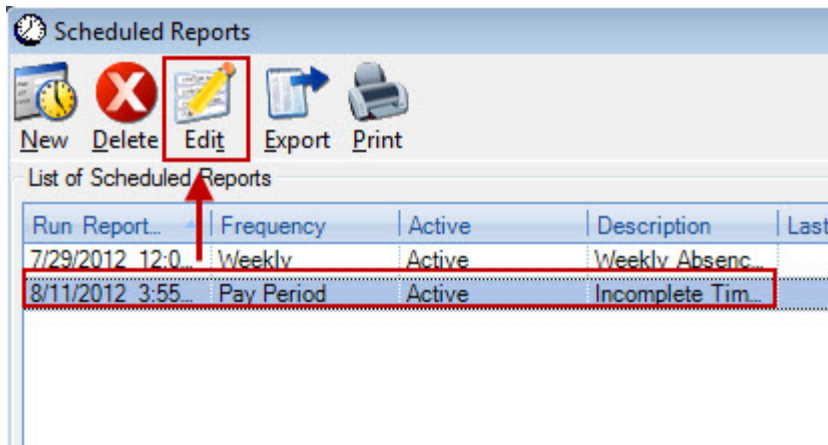 Scheduled Reports
New Delete Edit Export Print
List of Scheduled Reports
Run Report... Frequency Active Description Last
7/29/2012 12:0... Weekly Active Weekly Absenc...
8/11/2012 3:55... Pay Period Active Incomplete Tim...